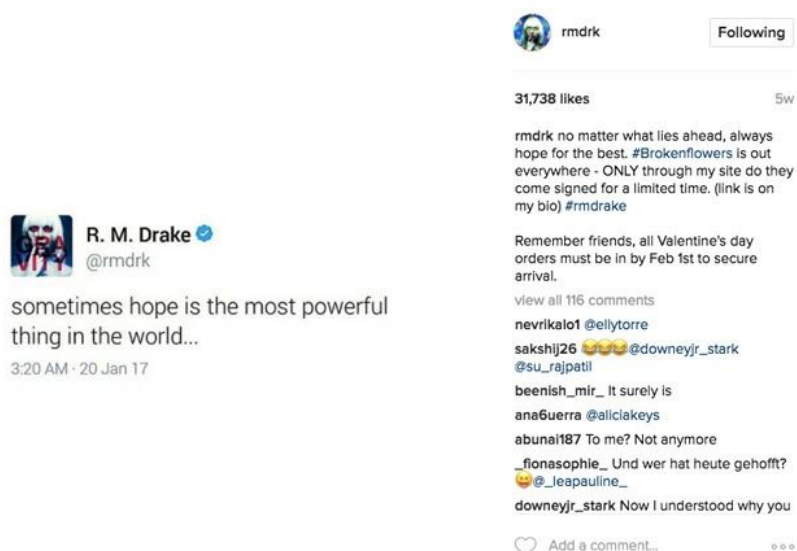 R. M. Drake
@rmdrk
sometimes hope is the most powerful
thing in the world...
3:20 AM · 20 Jan 17
rmdrk
Following
31,738 likes
5w
rmdrk no matter what lies ahead, always
hope for the best. #Brokenflowers is out
everywhere - ONLY through my site do they
come signed for a limited time. (link is on
my bio) #rmdrake
Remember friends, all Valentine's day
orders must be in by Feb 1st to secure
arrival.
view all 116 comments
nevrikalo1 @ellytorre
sakshij26 😂😂😂@downeyjr_stark
@su_rajpatil
beenish_mir_ It surely is
ana6uerra @aliciakeys
abunai187 To me? Not anymore
_fionasophie_ Und wer hat heute gehofft?
😝@_leapauline_
downeyjr_stark Now I understood why you
Add a comment...